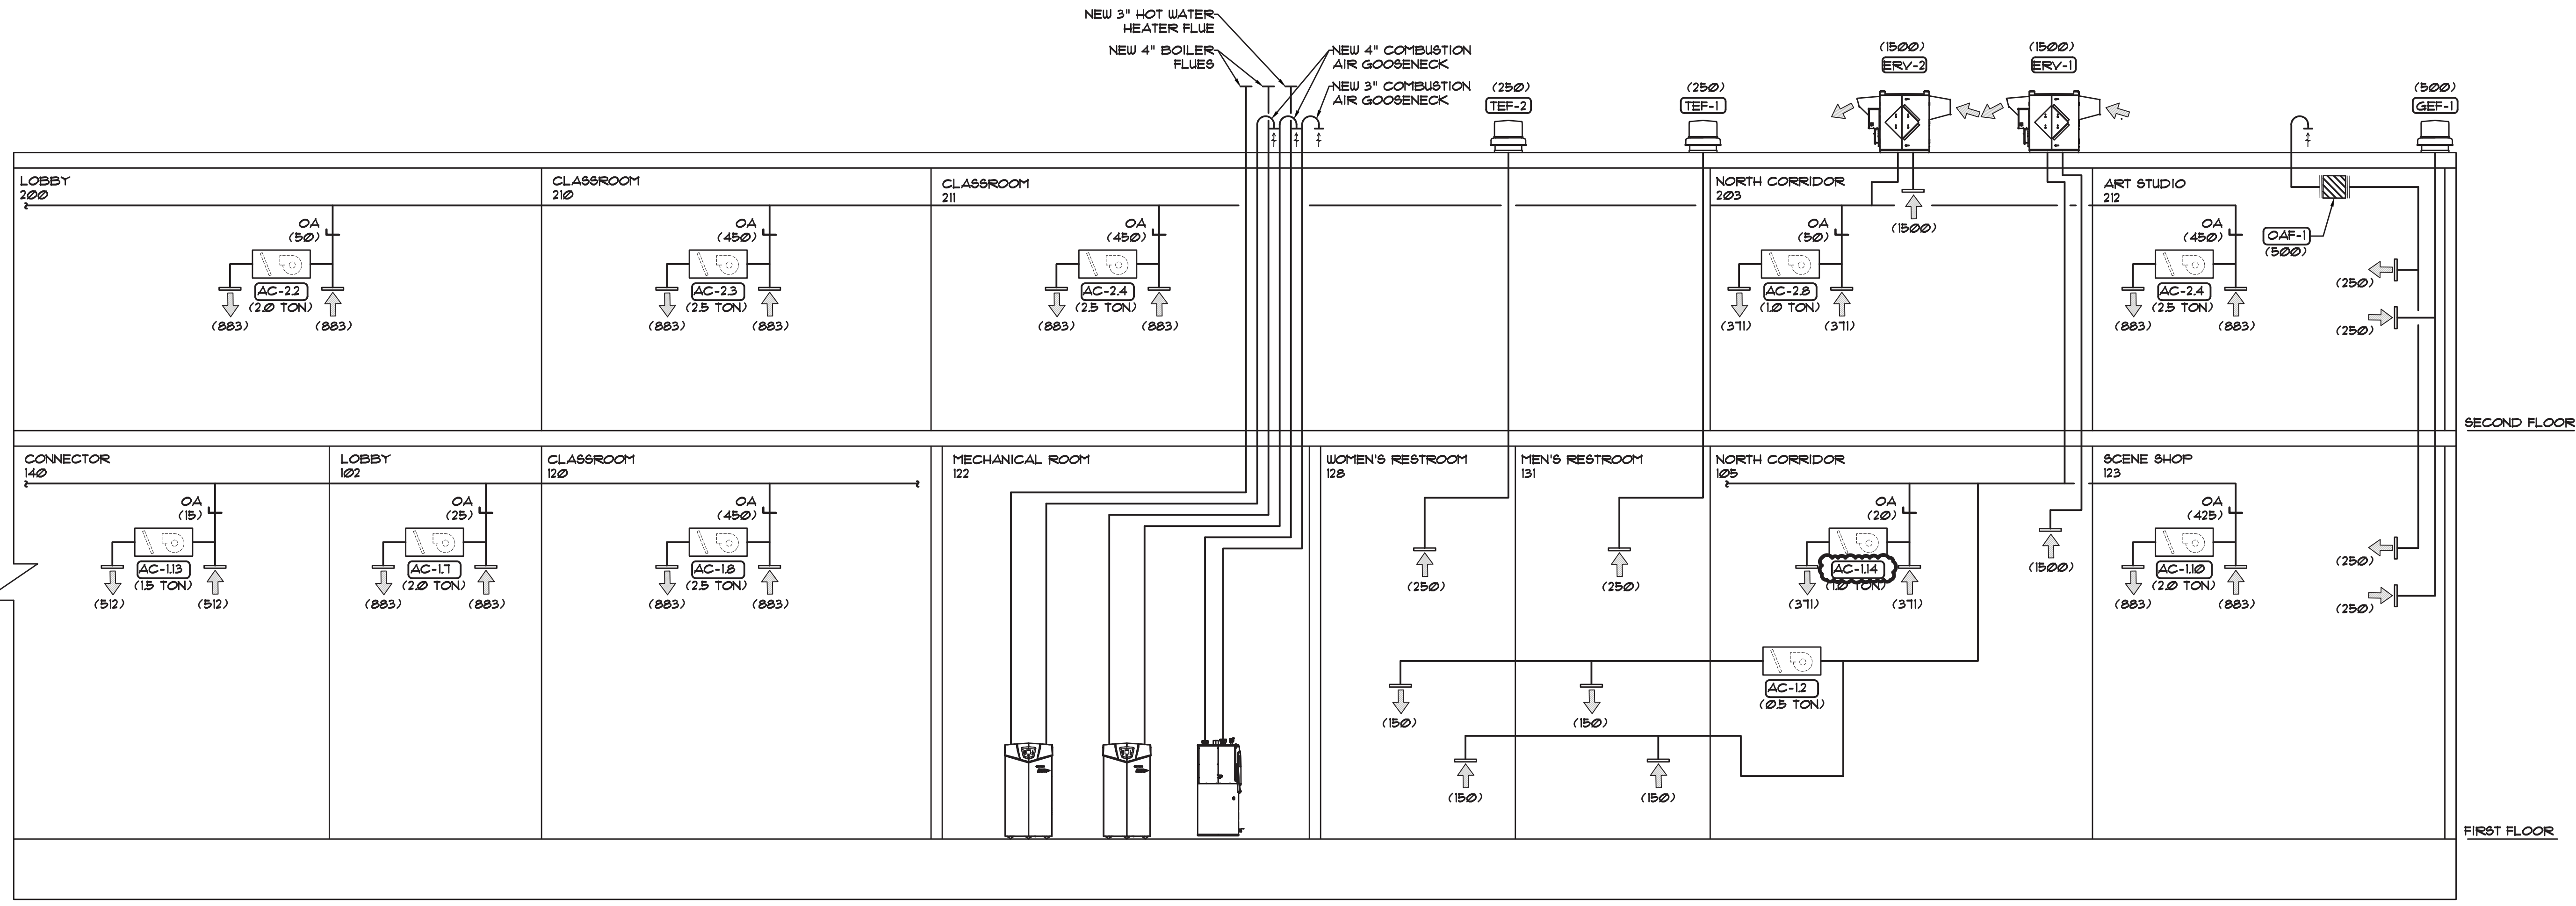 NEW 3" HOT WATER
HEATER FLUE
NEW 4" BOILER
FLUES
NEW 4" COMBUSTION
AIR GOOSENECK
NEW 3" COMBUSTION
AIR GOOSENECK
(250)
TEF-2
(250)
TEF-1
(1500)
ERV-2
(1500)
ERV-1
(500)
GEF-1
LOBBY
200
OA
(50)
AC-2.2
(2.0 TON)
(883)
(883)
CLASSROOM
210
OA
(450)
AC-2.3
(2.5 TON)
(883)
(883)
CLASSROOM
211
OA
(450)
AC-2.4
(2.5 TON)
(883)
(883)
NORTH CORRIDOR
203
OA
(50)
AC-2.8
(1.0 TON)
(371)
(371)
(1500)
ART STUDIO
212
OA
(450)
AC-2.4
(2.5 TON)
(883)
(883)
OAF-1
(500)
(250)
(250)
SECOND FLOOR
CONNECTOR
140
OA
(15)
AC-1.13
(1.5 TON)
(512)
(512)
LOBBY
102
OA
(25)
AC-1.7
(2.0 TON)
(883)
(883)
CLASSROOM
120
OA
(450)
AC-1.8
(2.5 TON)
(883)
(883)
MECHANICAL ROOM
122
WOMEN'S RESTROOM
128
(250)
(150)
(150)
MEN'S RESTROOM
131
(250)
(150)
(150)
NORTH CORRIDOR
105
OA
(20)
AC-1.14
(1.0 TON)
(371)
(371)
(1500)
AC-1.2
(0.5 TON)
SCENE SHOP
123
OA
(425)
AC-1.10
(2.0 TON)
(883)
(883)
(250)
(250)
FIRST FLOOR